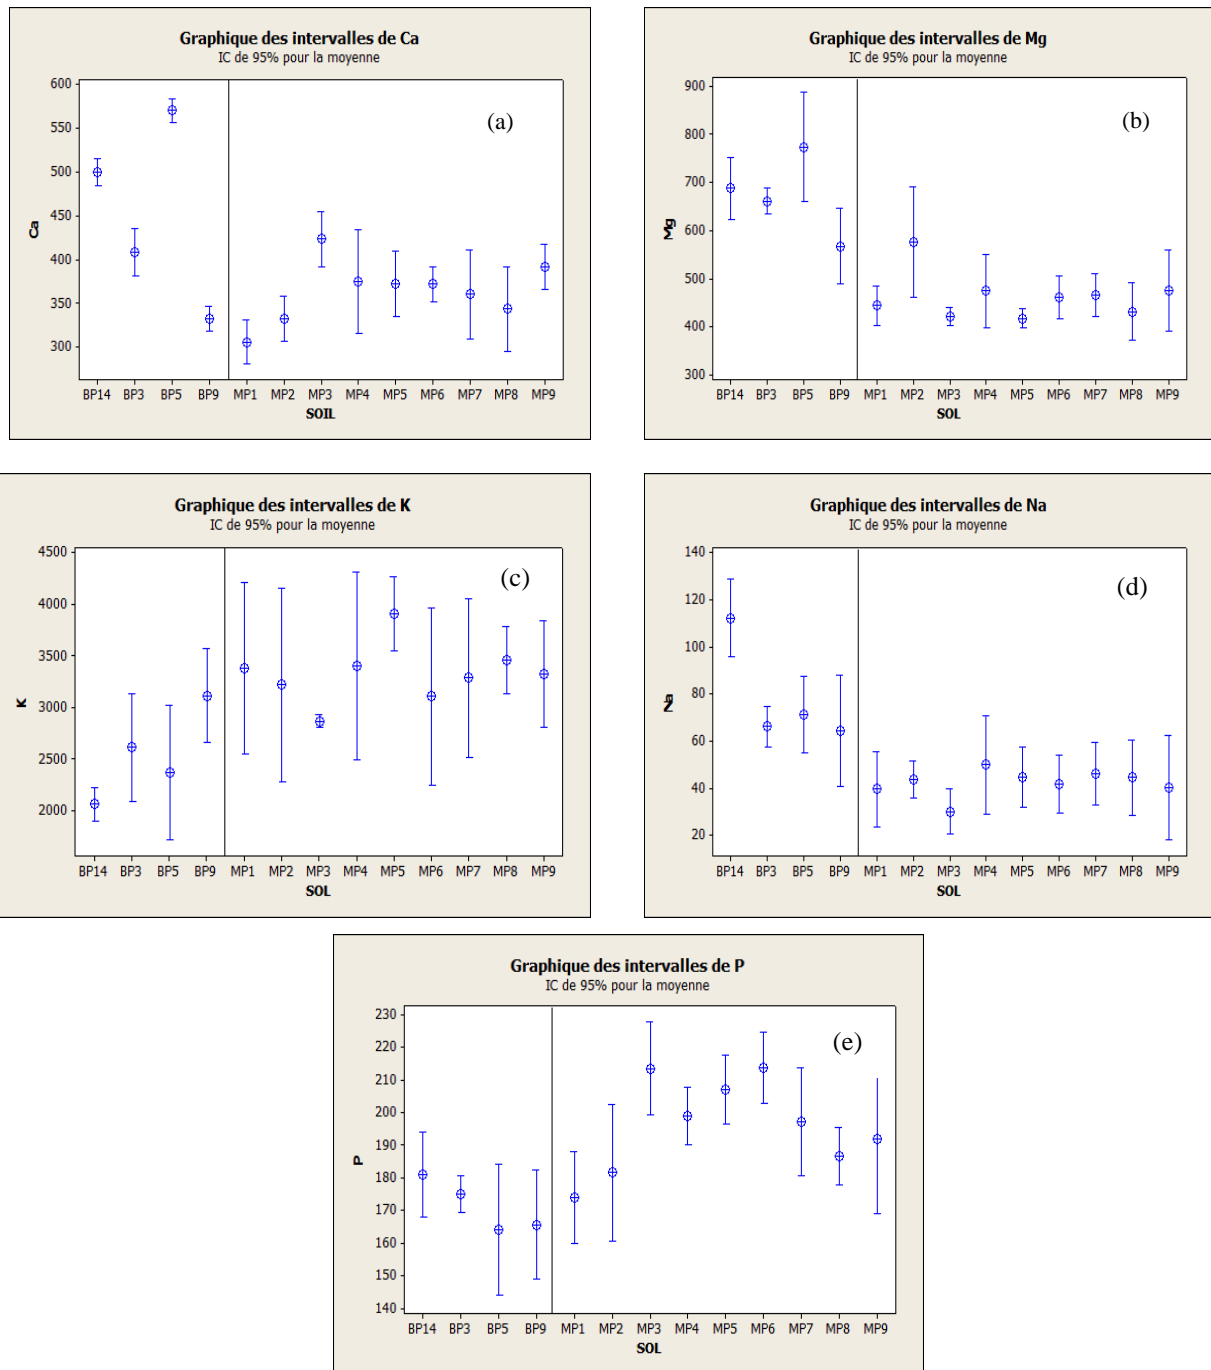 Graphique des intervalles de Ca
IC de 95% pour la moyenne
(a)
600
550
500
450
400
350
300
Ca
BP14 BP3 BP5 BP9 MP1 MP2 MP3 MP4 MP5 MP6 MP7 MP8 MP9
SOIL
Graphique des intervalles de Mg
IC de 95% pour la moyenne
(b)
900
800
700
600
500
400
300
Mg
BP14 BP3 BP5 BP9 MP1 MP2 MP3 MP4 MP5 MP6 MP7 MP8 MP9
SOL
Graphique des intervalles de K
IC de 95% pour la moyenne
(c)
4500
4000
3500
3000
2500
2000
K
BP14 BP3 BP5 BP9 MP1 MP2 MP3 MP4 MP5 MP6 MP7 MP8 MP9
SOL
Graphique des intervalles de Na
IC de 95% pour la moyenne
(d)
140
120
100
80
60
40
20
Na
BP14 BP3 BP5 BP9 MP1 MP2 MP3 MP4 MP5 MP6 MP7 MP8 MP9
SOL
Graphique des intervalles de P
IC de 95% pour la moyenne
(e)
230
220
210
200
190
180
170
160
150
140
P
BP14 BP3 BP5 BP9 MP1 MP2 MP3 MP4 MP5 MP6 MP7 MP8 MP9
SOL